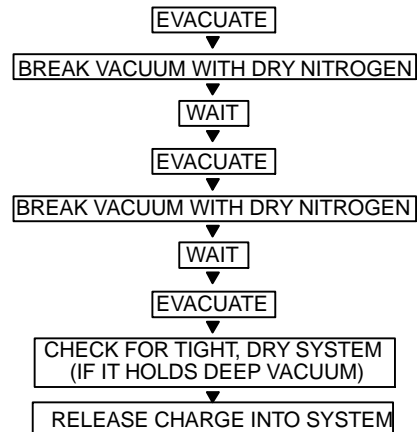 EVACUATE
BREAK VACUUM WITH DRY NITROGEN
WAIT
EVACUATE
BREAK VACUUM WITH DRY NITROGEN
WAIT
EVACUATE
CHECK FOR TIGHT, DRY SYSTEM
(IF IT HOLDS DEEP VACUUM)
RELEASE CHARGE INTO SYSTEM